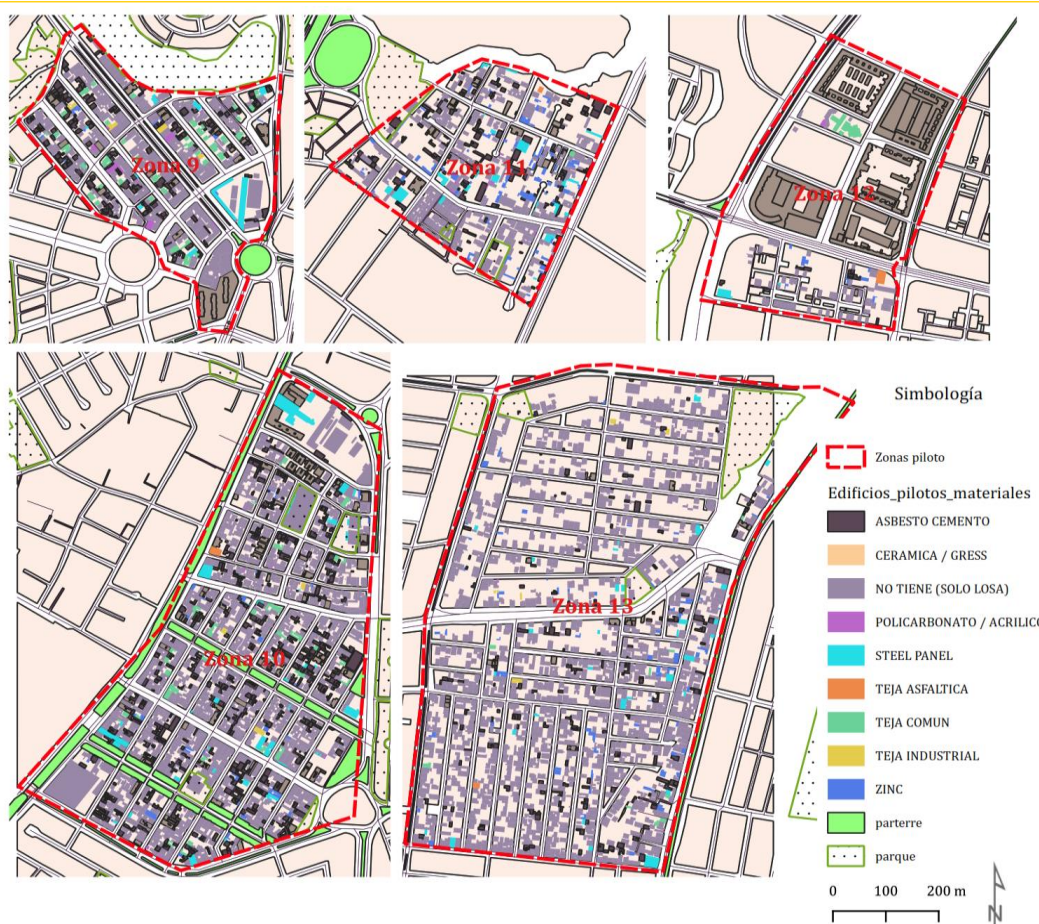 Zona 9
Zona 11
Zona 12
Zona 10
Zona 13
Simbología
Zonas piloto
Edificios_pilotos_materiales
ASBESTO CEMENTO
CERAMICA / GRESS
NO TIENE (SOLO LOSA)
POLICARBONATO / ACRILICO
STEEL PANEL
TEJA ASFALTICA
TEJA COMUN
TEJA INDUSTRIAL
ZINC
parterre
parque
0 100 200 m
N